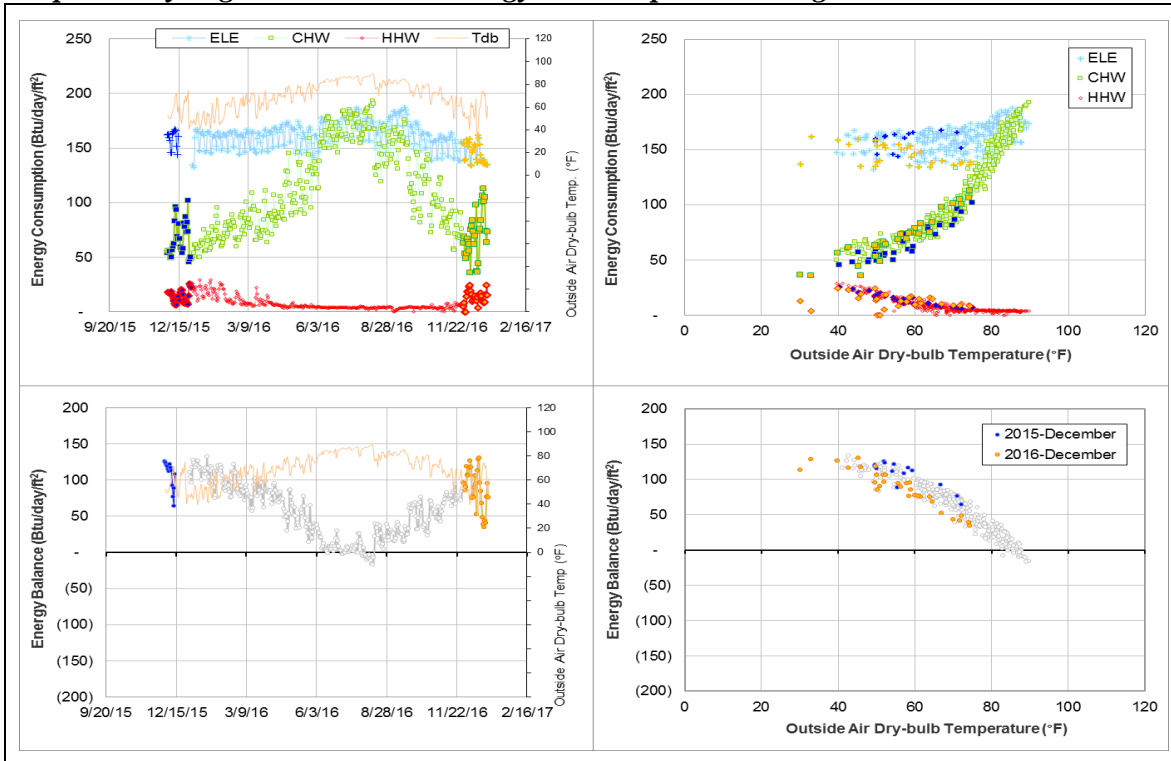 ELE CHW HHW Tdb
250
200
150
100
50
-
120
100
80
60
40
20
0
Energy Consumption (Btu/day/ft²)
Outside Air Dry-bulb Temp. (°F)
9/20/15 12/15/15 3/9/16 6/3/16 8/28/16 11/22/16 2/16/17
250
200
150
100
50
-
Energy Consumption (Btu/day/ft²)
ELE
CHW
HHW
0 20 40 60 80 100 120
Outside Air Dry-bulb Temperature (°F)
200
150
100
50
-
(50)
(100)
(150)
(200)
120
100
80
60
40
20
0
Energy Balance (Btu/day/ft²)
Outside Air Dry-bulb Temp (°F)
9/20/15 12/15/15 3/9/16 6/3/16 8/28/16 11/22/16 2/16/17
200
150
100
50
-
(50)
(100)
(150)
(200)
Energy Balance (Btu/day/ft²)
2015-December
2016-December
0 20 40 60 80 100 120
Outside Air Dry-bulb Temperature (°F)